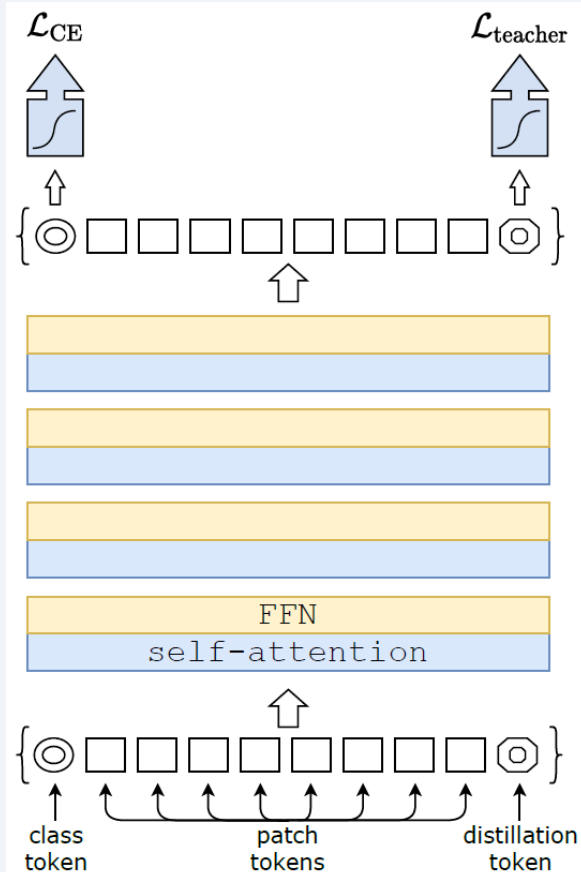 ℒCE
ℒteacher
FFN
self-attention
class
token
patch
tokens
distillation
token